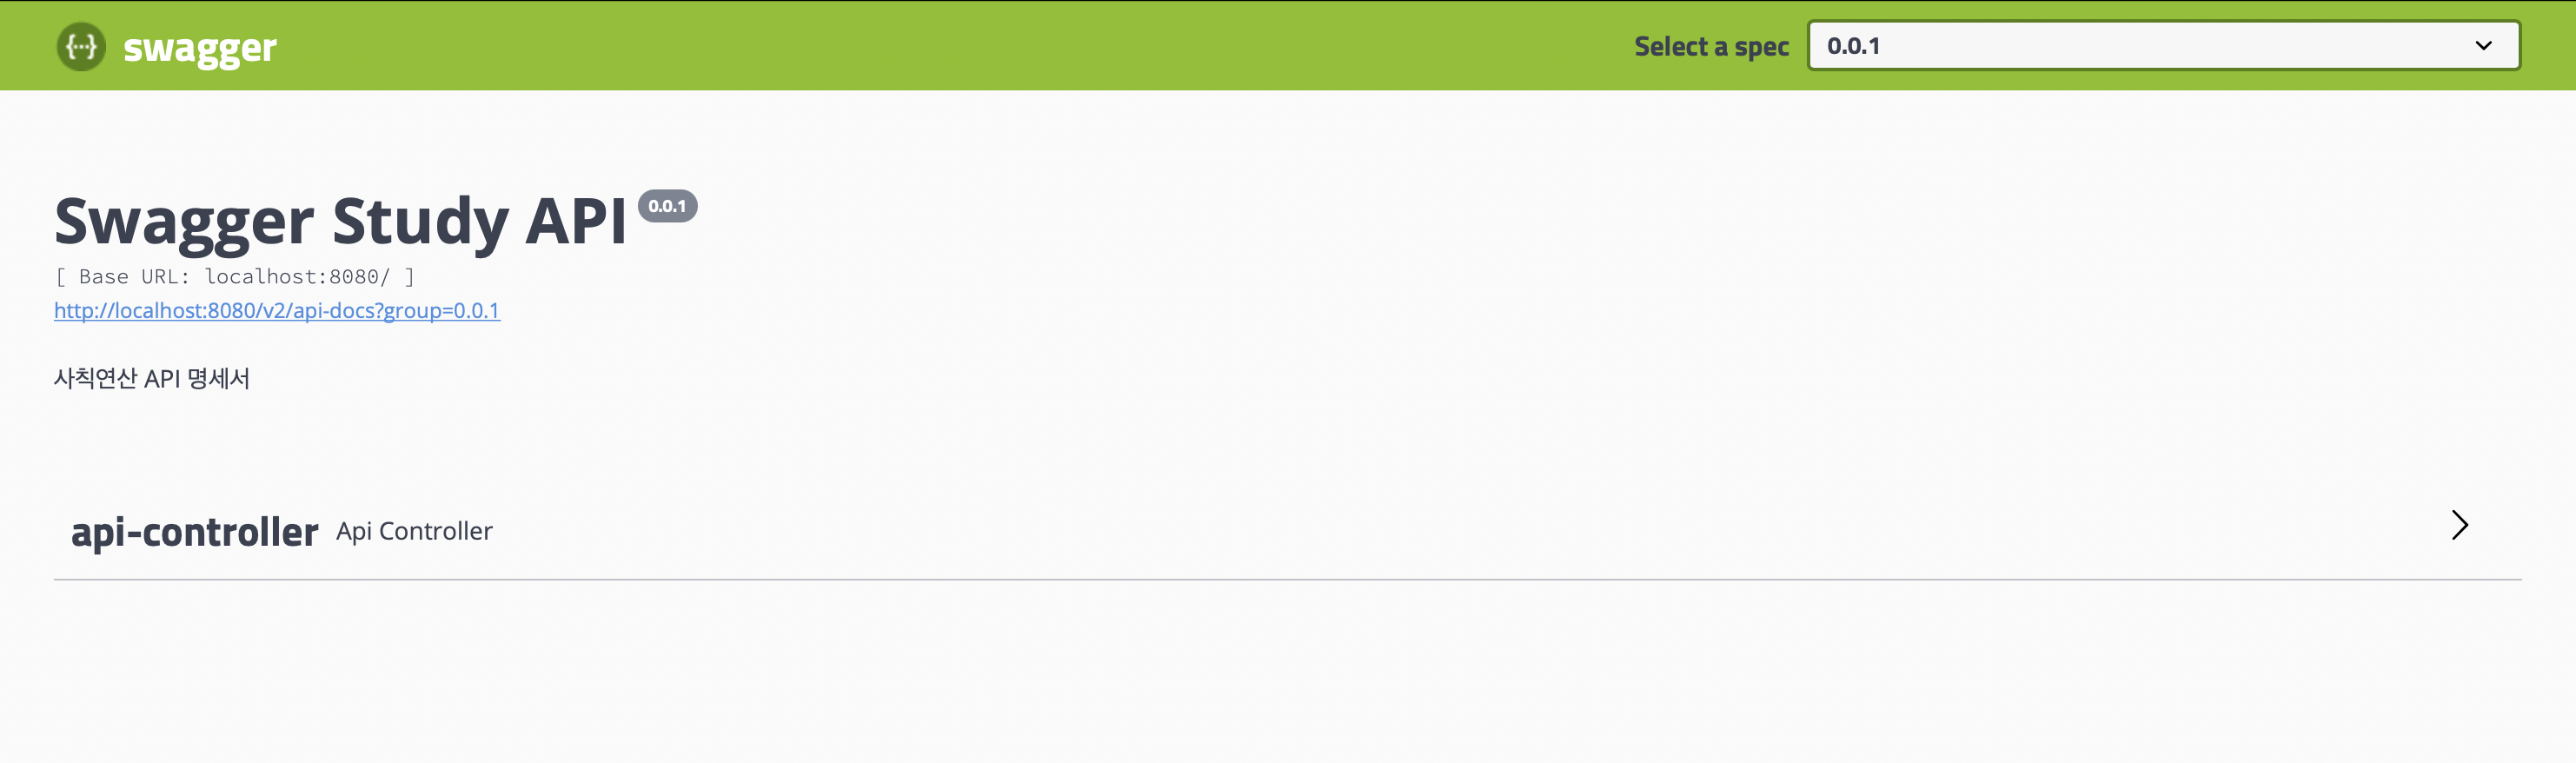 {···} swagger
Select a spec 0.0.1
Swagger Study API 0.0.1
[ Base URL: localhost:8080/ ]
http://localhost:8080/v2/api-docs?group=0.0.1
사칙연산 API 명세서
api-controller Api Controller